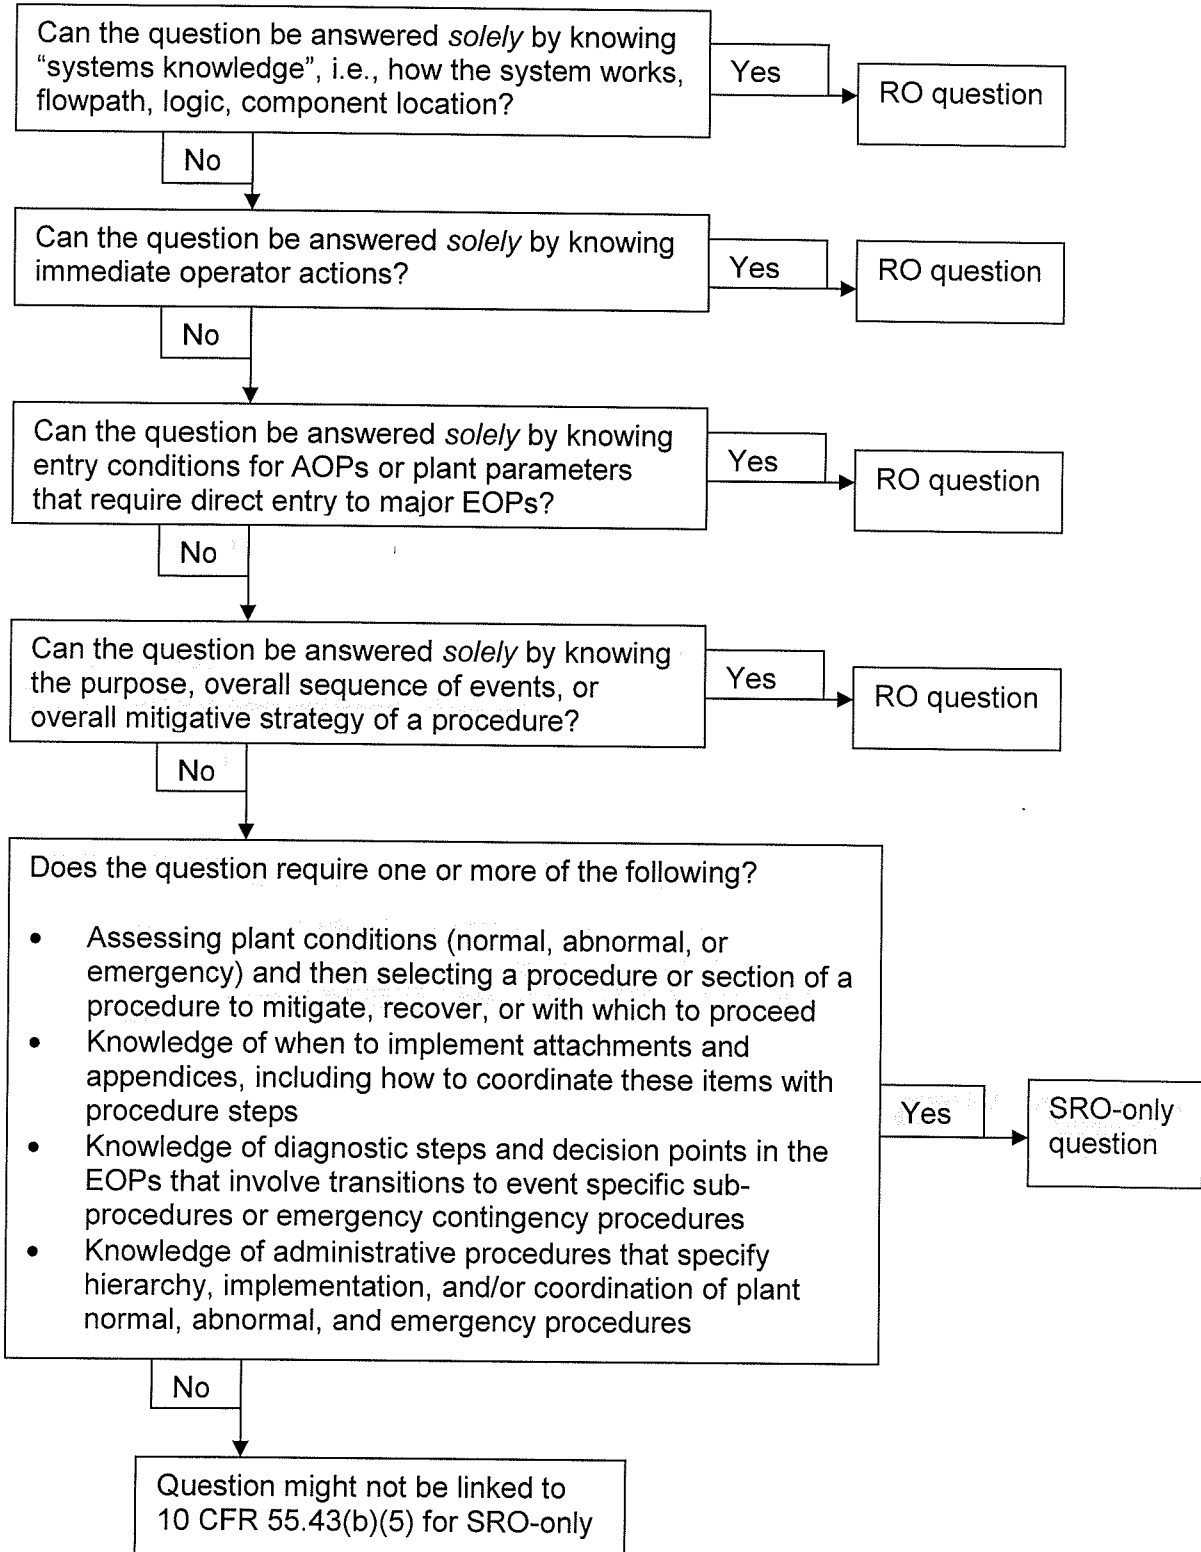 Can the question be answered solely by knowing
"systems knowledge", i.e., how the system works,
flowpath, logic, component location?
Yes
RO question
No
Can the question be answered solely by knowing
immediate operator actions?
Yes
RO question
No
Can the question be answered solely by knowing
entry conditions for AOPs or plant parameters
that require direct entry to major EOPs?
Yes
RO question
No
Can the question be answered solely by knowing
the purpose, overall sequence of events, or
overall mitigative strategy of a procedure?
Yes
RO question
No
Does the question require one or more of the following?
• Assessing plant conditions (normal, abnormal, or
emergency) and then selecting a procedure or section of a
procedure to mitigate, recover, or with which to proceed
• Knowledge of when to implement attachments and
appendices, including how to coordinate these items with
procedure steps
• Knowledge of diagnostic steps and decision points in the
EOPs that involve transitions to event specific sub-
procedures or emergency contingency procedures
• Knowledge of administrative procedures that specify
hierarchy, implementation, and/or coordination of plant
normal, abnormal, and emergency procedures
Yes
SRO-only
question
No
Question might not be linked to
10 CFR 55.43(b)(5) for SRO-only